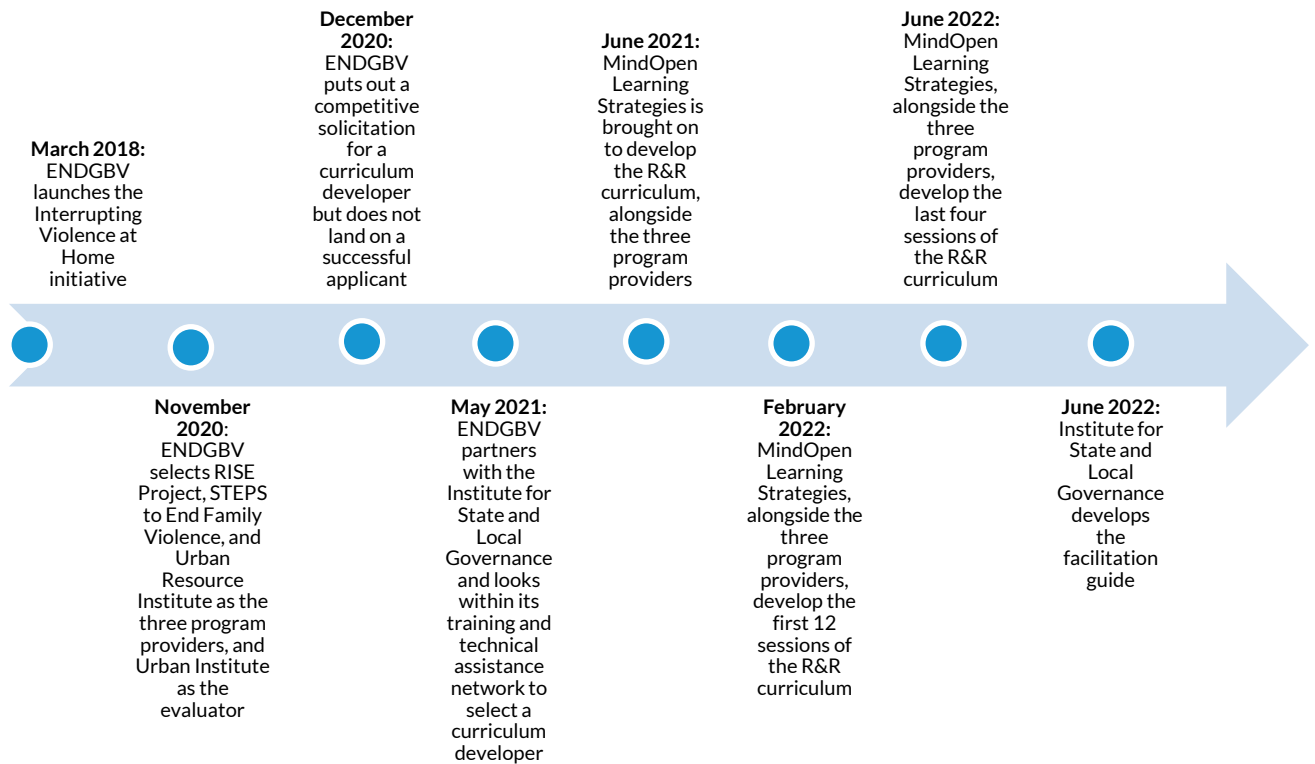 March 2018:
ENDGBV
launches the
Interrupting
Violence at
Home
initiative
November
2020:
ENDGBV
selects RISE
Project, STEPS
to End Family
Violence, and
Urban
Resource
Institute as the
three program
providers, and
Urban Institute
as the
evaluator
December
2020:
ENDGBV
puts out a
competitive
solicitation
for a
curriculum
developer
but does not
land on a
successful
applicant
May 2021:
ENDGBV
partners
with the
Institute for
State and
Local
Governance
and looks
within its
training and
technical
assistance
network to
select a
curriculum
developer
June 2021:
MindOpen
Learning
Strategies is
brought on
to develop
the R&R
curriculum,
alongside
the three
program
providers
February
2022:
MindOpen
Learning
Strategies,
alongside the
three
program
providers,
develop the
first 12
sessions of
the R&R
curriculum
June 2022:
MindOpen
Learning
Strategies,
alongside the
three
program
providers,
develop the
last four
sessions of
the R&R
curriculum
June 2022:
Institute for
State and
Local
Governance
develops
the
facilitation
guide